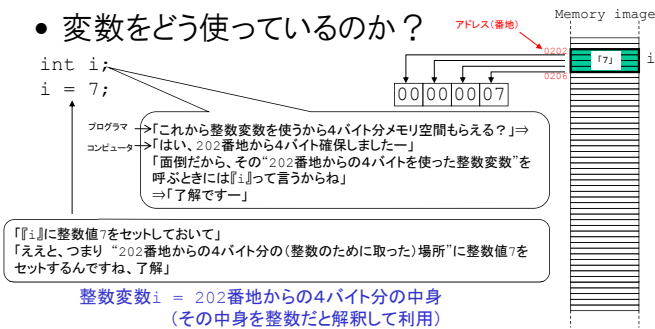 • 変数をどう使っているのか？
Memory image
アドレス(番地)
0202
「7」
i
0206
int i;
i = 7;
00 00 00 07
プログラマ
コンピュータ
「これから整数変数を使うから4バイト分メモリ空間もらえる？」⇒
「はい、202番地から4バイト確保しましたー」
「面倒だから、その“202番地からの4バイトを使った整数変数”を
呼ぶときには『i』って言うからね」
⇒「了解ですー」
「『i』に整数値7をセットしておいて」
「ええと、つまり “202番地からの4バイト分の(整数のために取った)場所”に整数値7を
セットするんですね、了解」
整数変数i = 202番地からの4バイト分の中身
(その中身を整数だと解釈して利用)